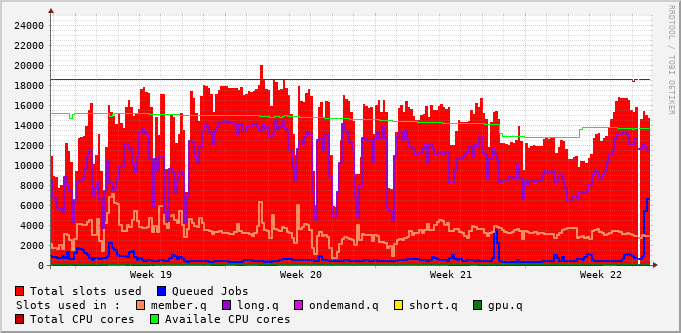 24000
22000
20000
18000
16000
14000
12000
10000
8000
6000
4000
2000
0
Week 19 Week 20 Week 21 Week 22
Total slots used Queued Jobs
Slots used in : member.q long.q ondemand.q short.q gpu.q
Total CPU cores Availale CPU cores
RRDTOOL / TOBI OETIKER